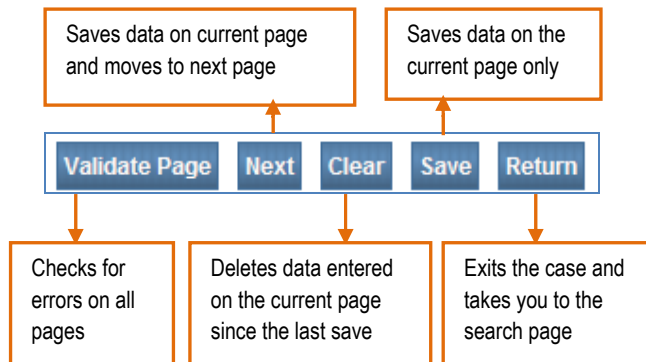 Saves data on current page
and moves to next page
Saves data on the
current page only
Validate Page Next Clear Save Return
Checks for
errors on all
pages
Deletes data entered
on the current page
since the last save
Exits the case and
takes you to the
search page